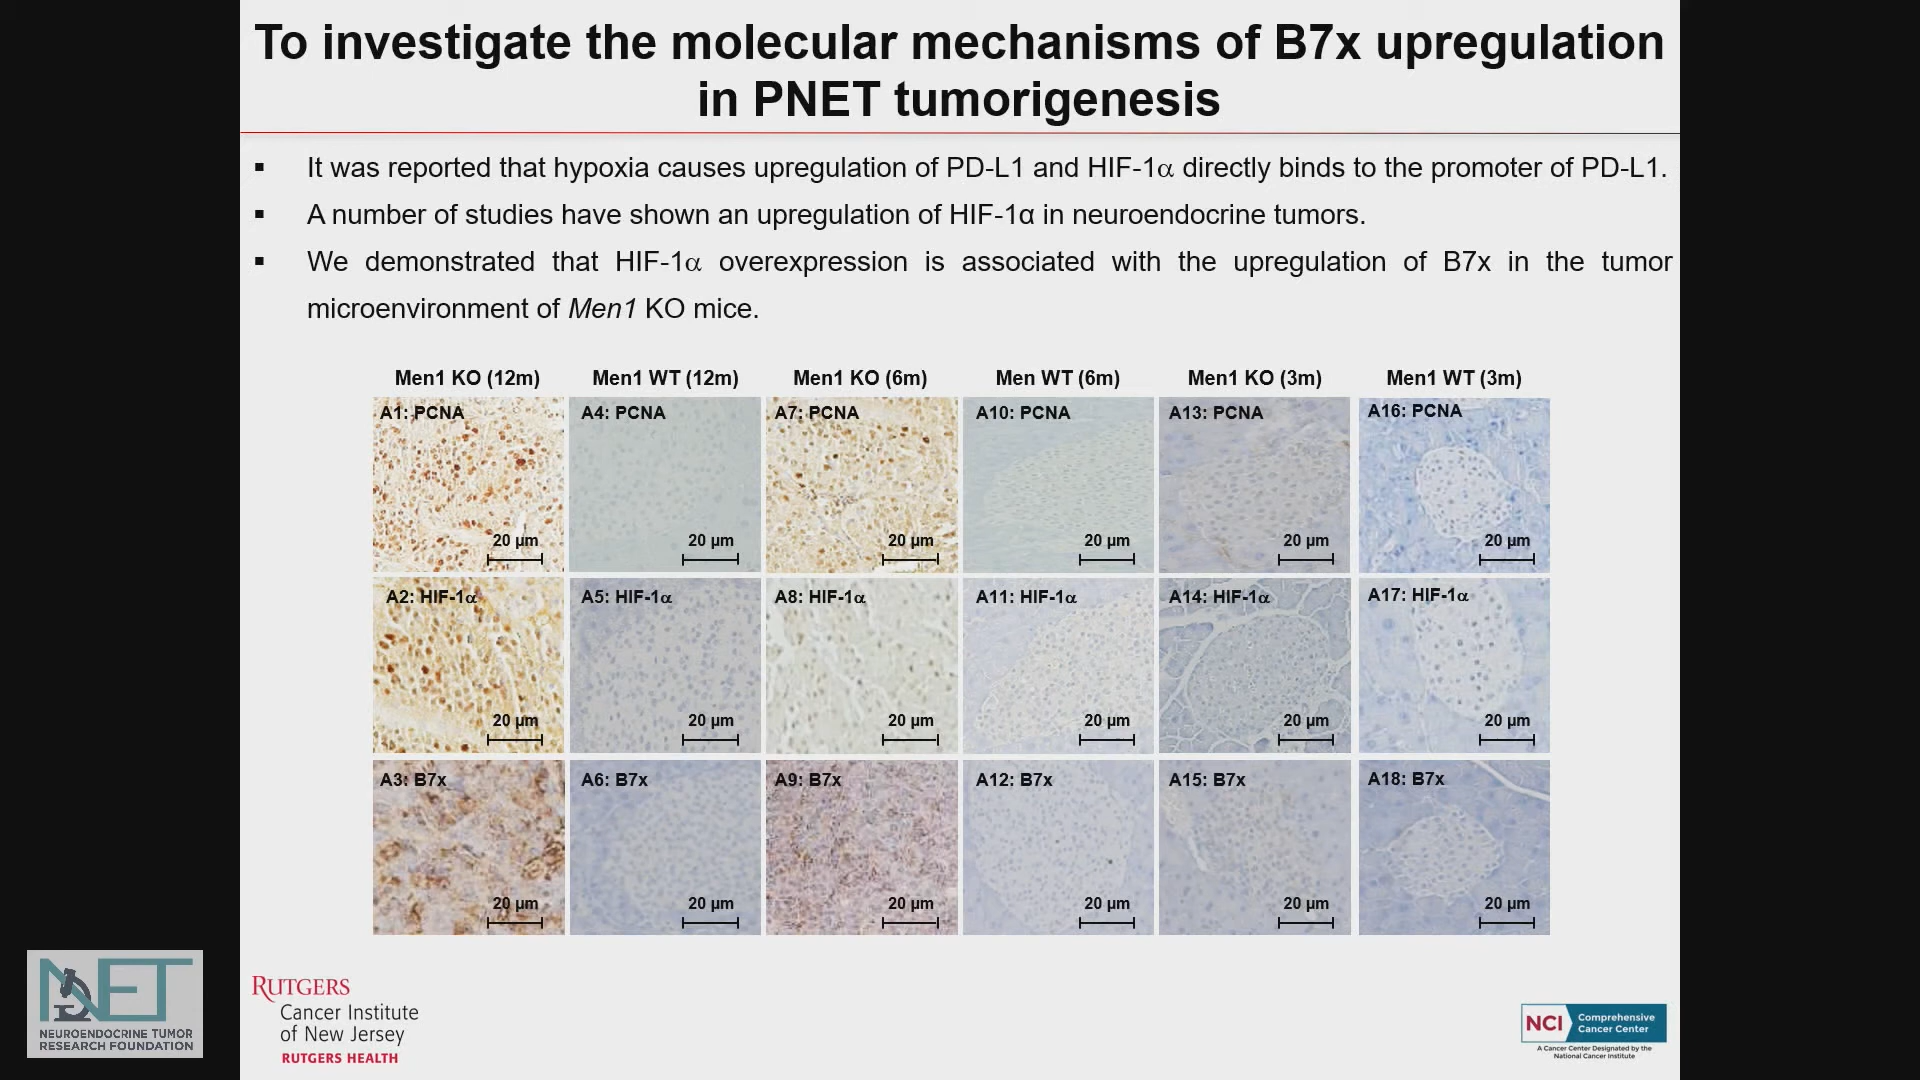 To investigate the molecular mechanisms of B7x upregulation
in PNET tumorigenesis
▪ It was reported that hypoxia causes upregulation of PD-L1 and HIF-1α directly binds to the promoter of PD-L1.
▪ A number of studies have shown an upregulation of HIF-1α in neuroendocrine tumors.
▪ We demonstrated that HIF-1α overexpression is associated with the upregulation of B7x in the tumor
microenvironment of Men1 KO mice.
Men1 KO (12m) Men1 WT (12m) Men1 KO (6m) Men WT (6m) Men1 KO (3m) Men1 WT (3m)
A1: PCNA A4: PCNA A7: PCNA A10: PCNA A13: PCNA A16: PCNA
20 µm 20 µm 20 µm 20 µm 20 µm 20 µm
A2: HIF-1α A5: HIF-1α A8: HIF-1α A11: HIF-1α A14: HIF-1α A17: HIF-1α
20 µm 20 µm 20 µm 20 µm 20 µm 20 µm
A3: B7x A6: B7x A9: B7x A12: B7x A15: B7x A18: B7x
20 µm 20 µm 20 µm 20 µm 20 µm 20 µm
NET
NEUROENDOCRINE TUMOR
RESEARCH FOUNDATION
RUTGERS
Cancer Institute
of New Jersey
RUTGERS HEALTH
NCI Comprehensive
Cancer Center
A Cancer Center Designated by the
National Cancer Institute